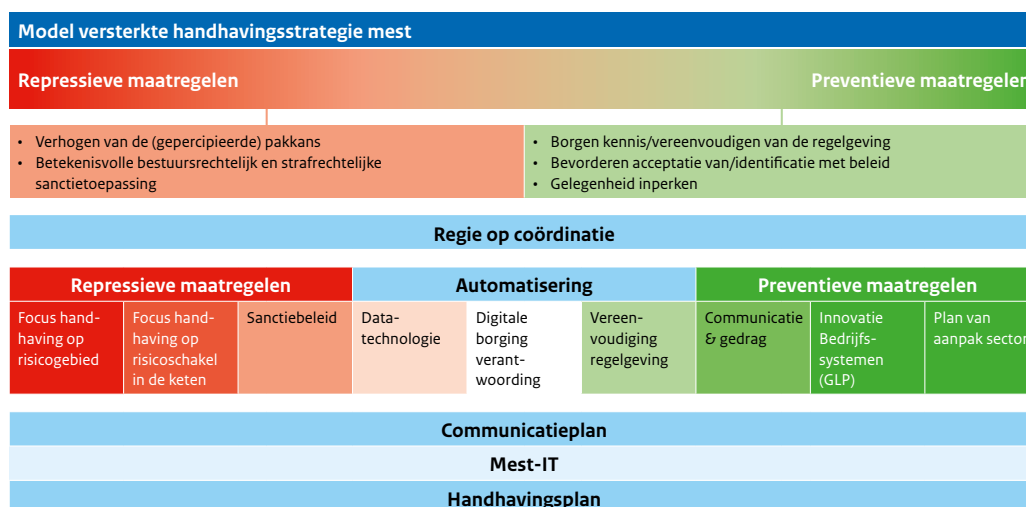 Model versterkte handhavingsstrategie mest
Repressieve maatregelen
Preventieve maatregelen
• Verhogen van de (gepercipieerde) pakkans
• Betekenisvolle bestuursrechtelijk en strafrechtelijke
sanctietoepassing
• Borgen kennis/vereenvoudigen van de regelgeving
• Bevorderen acceptatie van/identificatie met beleid
• Gelegenheid inperken
Regie op coördinatie
Repressieve maatregelen
Automatisering
Preventieve maatregelen
Focus hand-
having op
risicogebied
Focus hand-
having op
risicoschakel
in de keten
Sanctiebeleid
Data-
technologie
Digitale
borging
verant-
woording
Vereen-
voudiging
regelgeving
Communicatie
& gedrag
Innovatie
Bedrijfs-
systemen
(GLP)
Plan van
aanpak sector
Communicatieplan
Mest-IT
Handhavingsplan